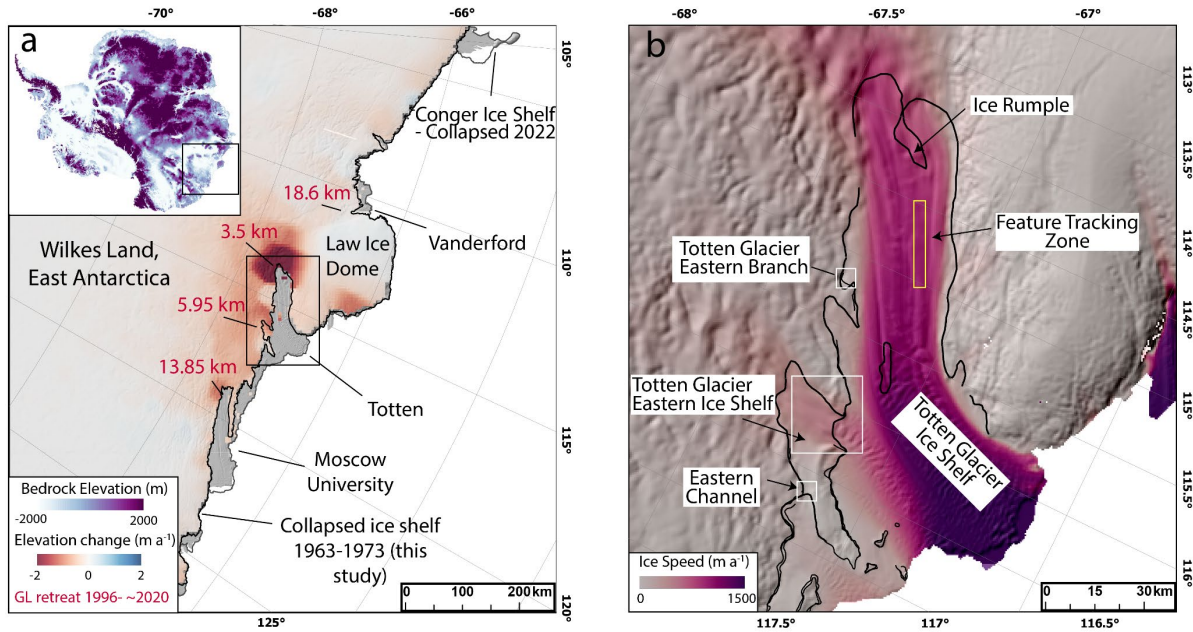 -70°
-68°
-66°
a
105°
Conger Ice Shelf
- Collapsed 2022
18.6 km
3.5 km
Law Ice
Dome
Vanderford
Wilkes Land,
East Antarctica
110°
5.95 km
13.85 km
Totten
115°
Moscow
University
Bedrock Elevation (m)
-2000
2000
Elevation change (m a⁻¹)
-2
0
2
GL retreat 1996- ~2020
Collapsed ice shelf
1963-1973 (this
study)
0
100
200 km
120°
125°
-68°
-67.5°
-67°
b
113°
Ice Rumple
113.5°
Feature Tracking
Zone
114°
Totten Glacier
Eastern Branch
114.5°
Totten Glacier
Eastern Ice Shelf
115°
Totten Glacier
Ice Shelf
Eastern
Channel
115.5°
Ice Speed (m a⁻¹)
0
1500
0
15
30 km
116°
117.5°
117°
116.5°